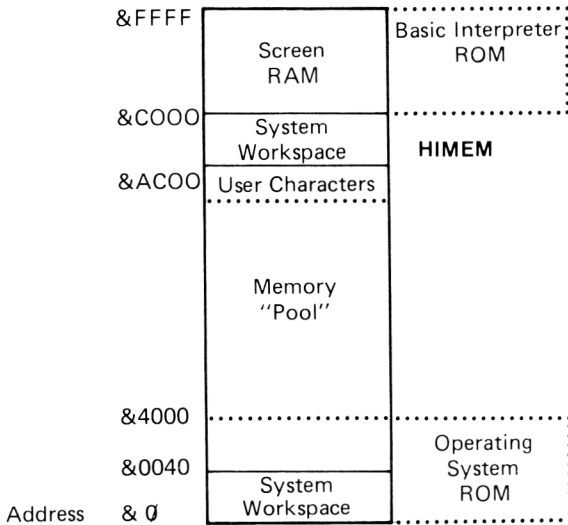 &FFFF
Basic Interpreter
ROM
Screen
RAM
&C000
System
Workspace
HIMEM
&AC00
User Characters
Memory
"Pool"
&4000
Operating
System
ROM
&0040
System
Workspace
Address & 0